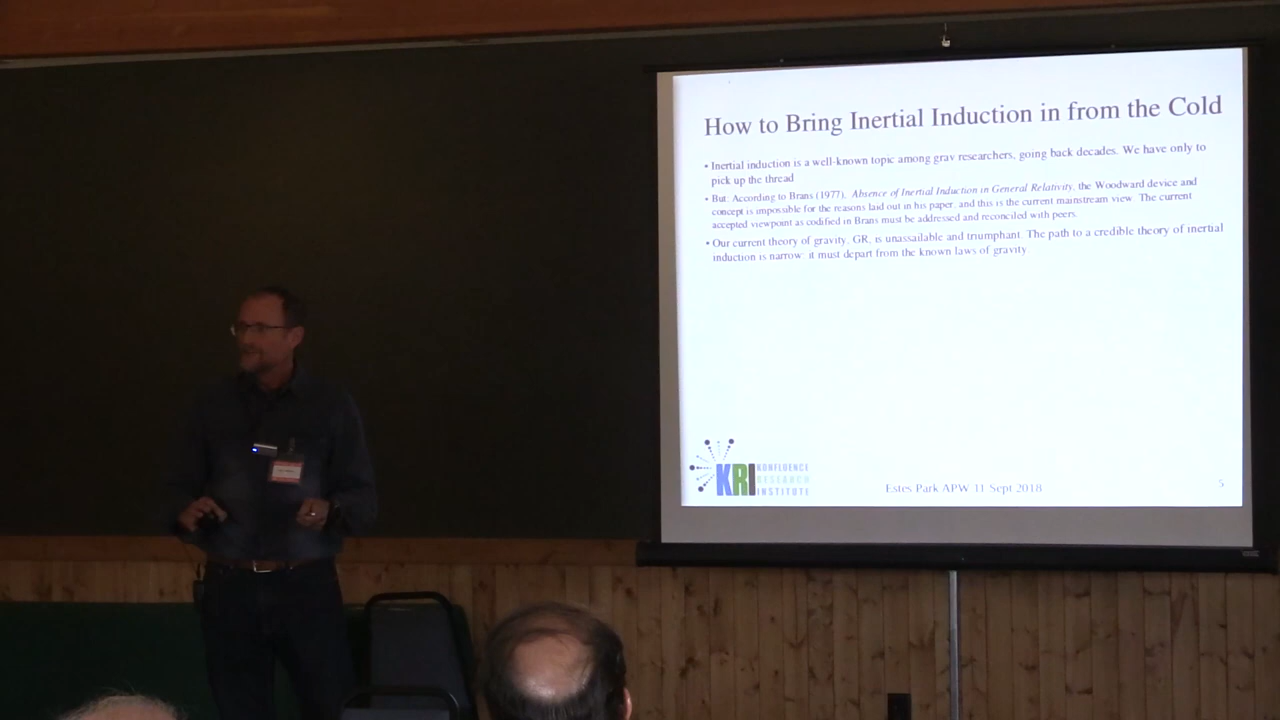 How to Bring Inertial Induction in from the Cold
• Inertial induction is a well-known topic among grav researchers, going back decades. We have only to
pick up the thread
• But: According to Brans (1977), Absence of Inertial Induction in General Relativity, the Woodward device and
concept is impossible for the reasons laid out in his paper, and this is the current mainstream view. The current
accepted viewpoint as codified in Brans must be addressed and reconciled with peers.
• Our current theory of gravity, GR, is unassailable and triumphant. The path to a credible theory of inertial
induction is narrow: it must depart from the known laws of gravity.
KRI
KONFLUENCE
RESEARCH
INSTITUTE
Estes Park APW 11 Sept 2018
5